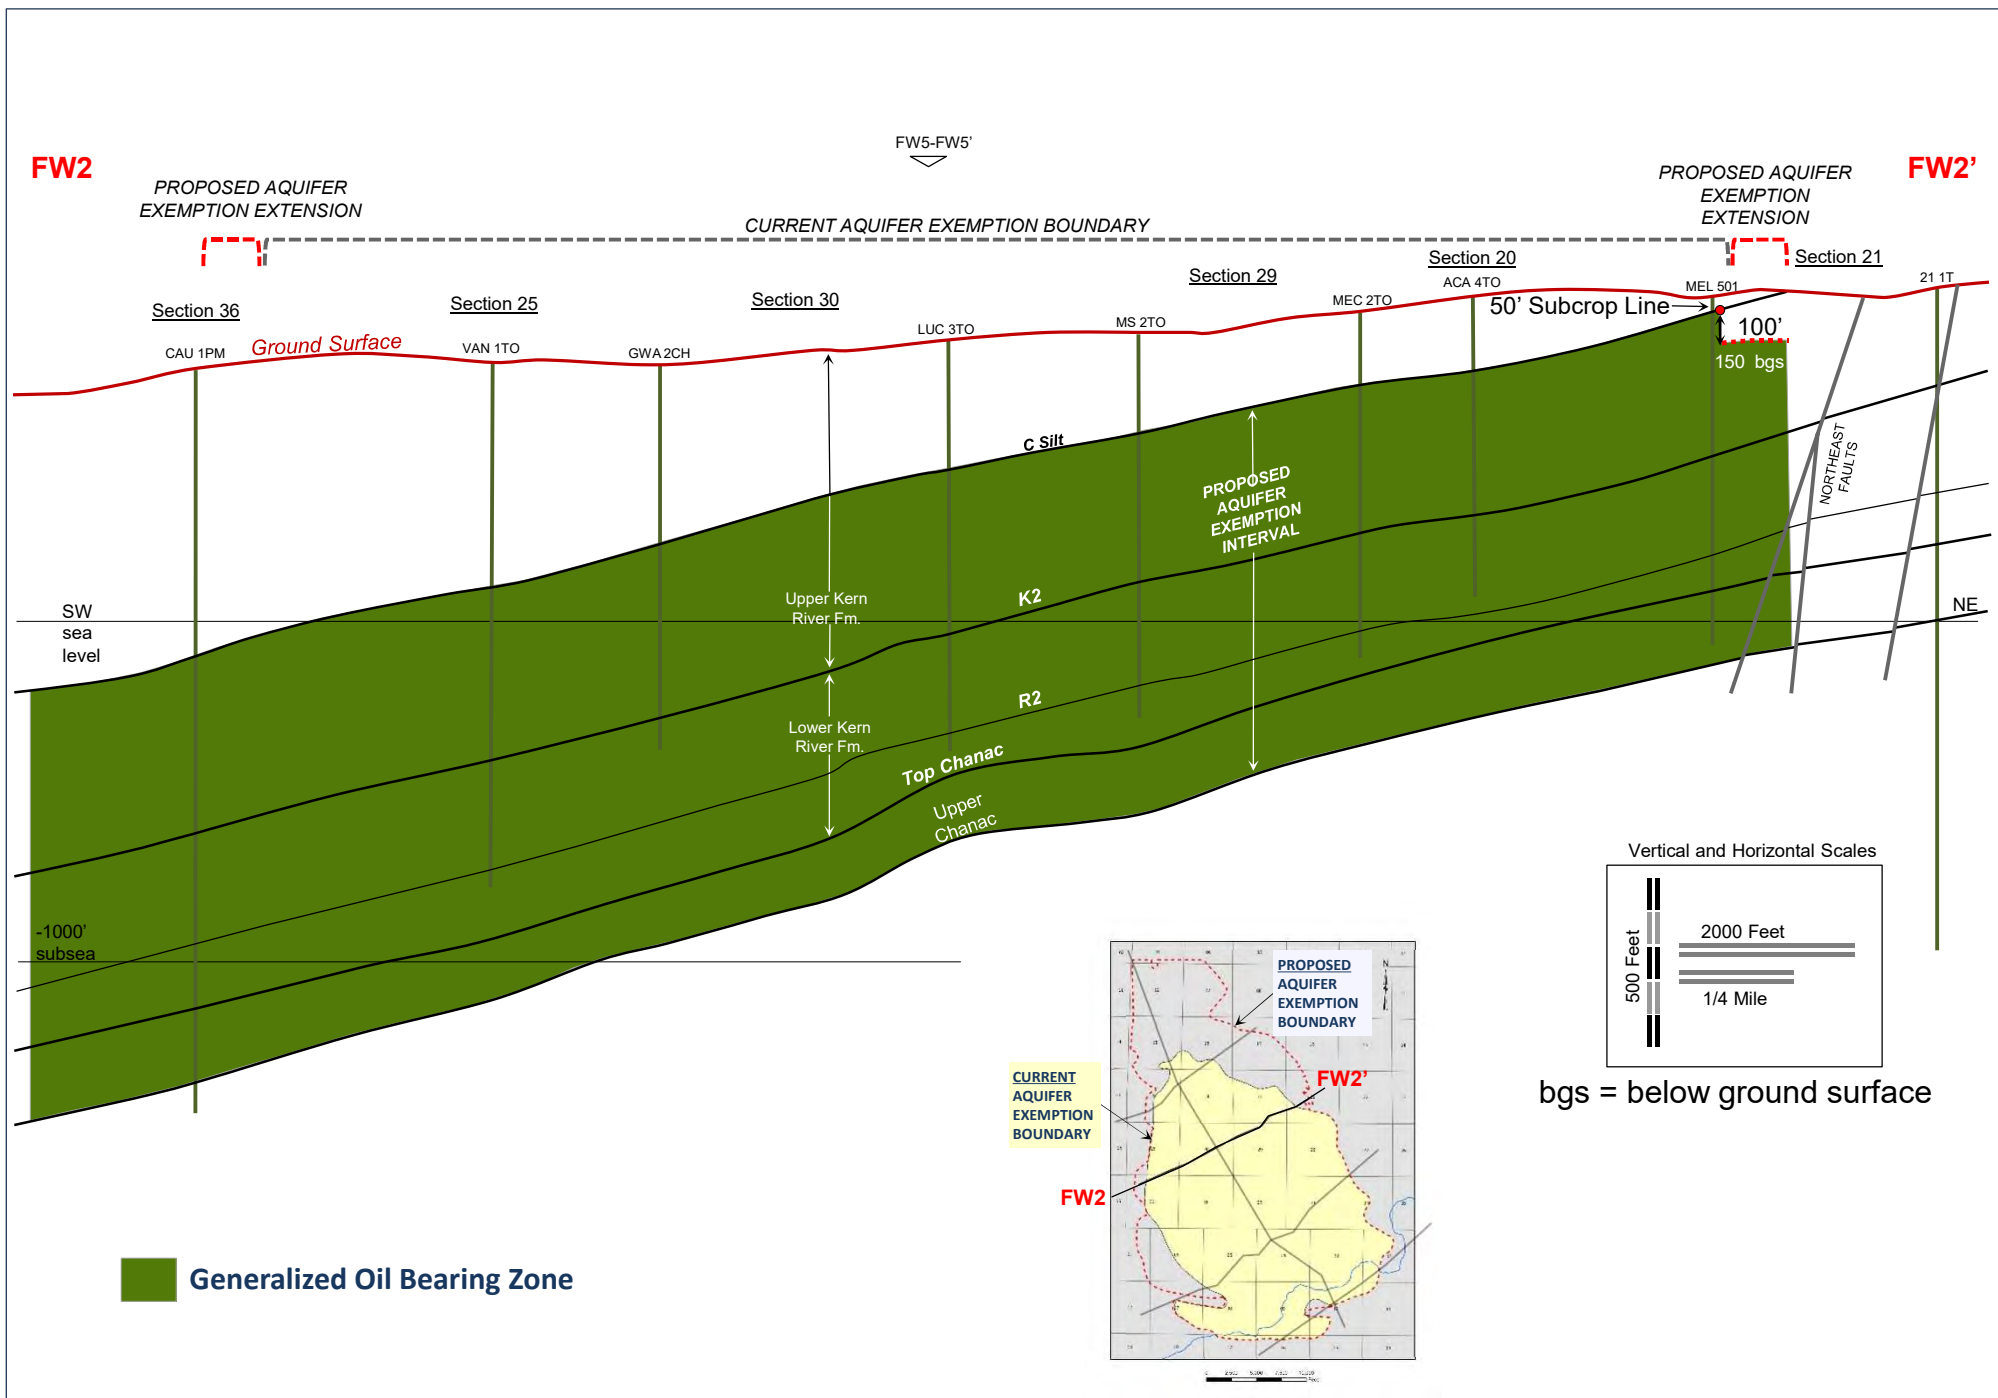 FW5-FW5'
FW2
FW2'
PROPOSED AQUIFER
EXEMPTION EXTENSION
PROPOSED AQUIFER
EXEMPTION
EXTENSION
CURRENT AQUIFER EXEMPTION BOUNDARY
Section 36
Section 25
Section 30
Section 29
Section 20
Section 21
CAU 1PM
Ground Surface
VAN 1TO
GWA 2CH
LUC 3TO
MS 2TO
MEC 2TO
ACA 4TO
MEL 501
21 1T
50' Subcrop Line
100'
150 bgs
C Silt
PROPOSED
AQUIFER
EXEMPTION
INTERVAL
NORTHEAST
FAULTS
SW
sea
level
NE
Upper Kern
River Fm.
K2
R2
Lower Kern
River Fm.
Top Chanac
Upper
Chanac
-1000'
subsea
Vertical and Horizontal Scales
500 Feet
2000 Feet
1/4 Mile
bgs = below ground surface
PROPOSED
AQUIFER
EXEMPTION
BOUNDARY
CURRENT
AQUIFER
EXEMPTION
BOUNDARY
FW2'
FW2
N
Generalized Oil Bearing Zone